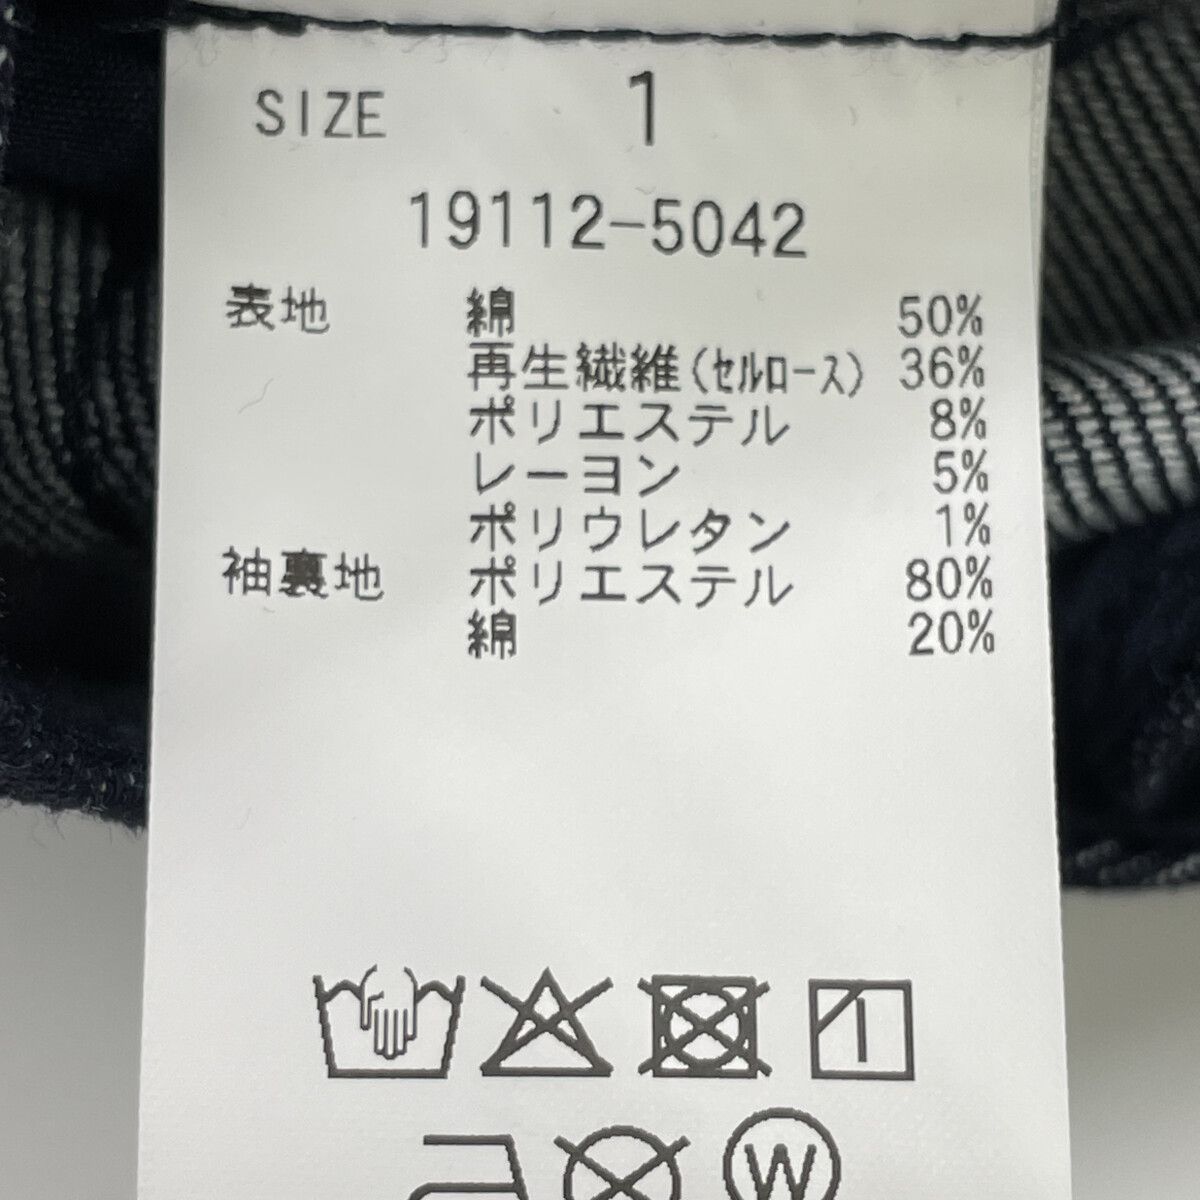 SIZE 1
19112-5042
表地 綿 50%
再生繊維(セルロース) 36%
ポリエステル 8%
レーヨン 5%
ポリウレタン 1%
袖裏地 ポリエステル 80%
綿 20%
W